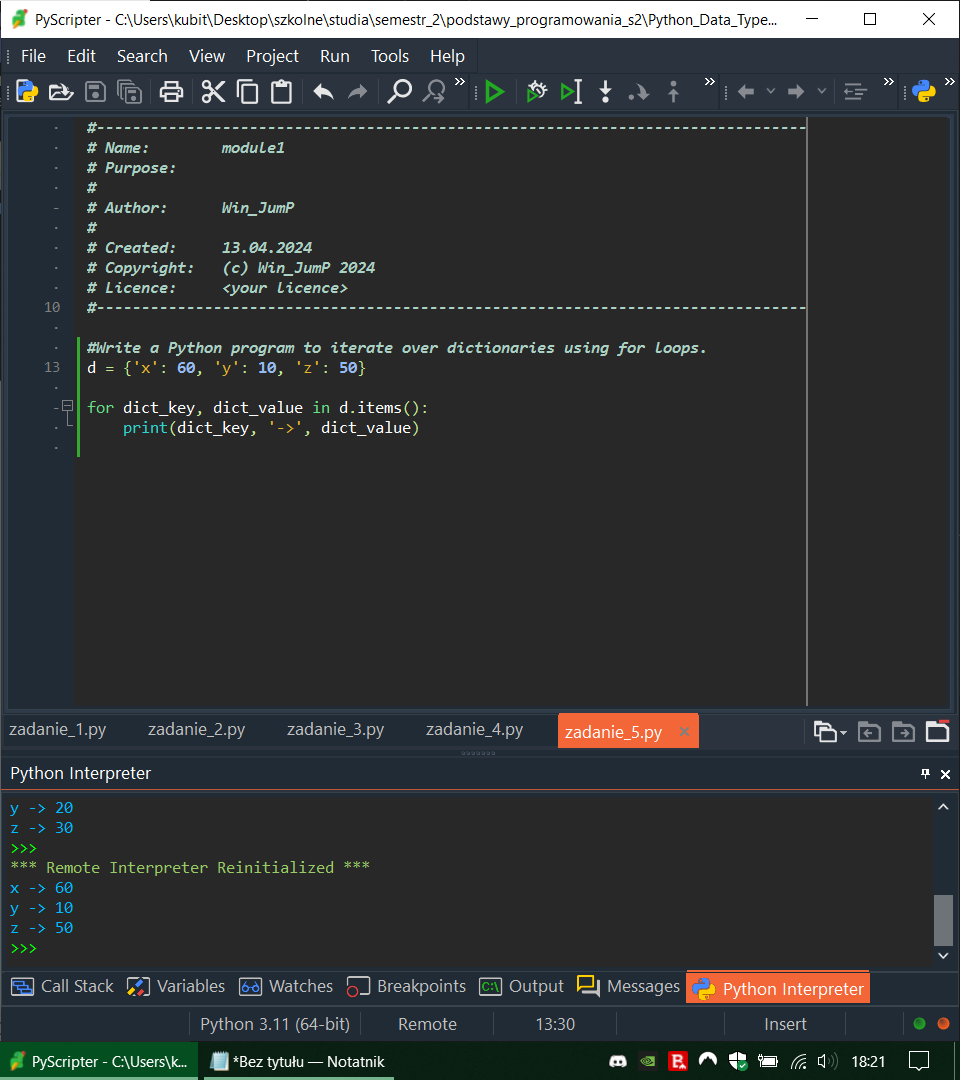 PyScripter - C:\Users\kubit\Desktop\szkolne\studia\semestr_2\podstawy_programowania_s2\Python_Data_Type...
File Edit Search View Project Run Tools Help
#-------------------------------------------------------------------------------
# Name:        module1
# Purpose:
#
# Author:      Win_JumP
#
# Created:     13.04.2024
# Copyright:   (c) Win_JumP 2024
# Licence:     <your licence>
10 #-------------------------------------------------------------------------------
#Write a Python program to iterate over dictionaries using for loops.
13 d = {'x': 60, 'y': 10, 'z': 50}
for dict_key, dict_value in d.items():
    print(dict_key, '->', dict_value)
zadanie_1.py zadanie_2.py zadanie_3.py zadanie_4.py zadanie_5.py
Python Interpreter
y -> 20
z -> 30
>>>
*** Remote Interpreter Reinitialized ***
x -> 60
y -> 10
z -> 50
>>>
Call Stack Variables Watches Breakpoints C:\ Output Messages Python Interpreter
Python 3.11 (64-bit) Remote 13:30 Insert
PyScripter - C:\Users\k... *Bez tytułu — Notatnik 18:21